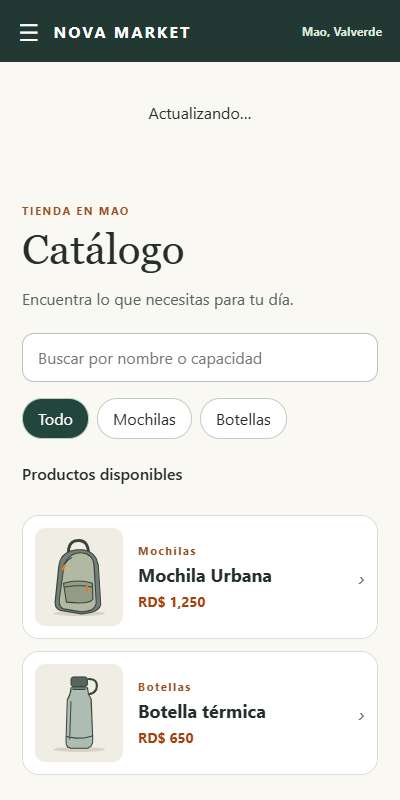 NOVA MARKET
Mao, Valverde
Actualizando...
TIENDA EN MAO
Catálogo
Encuentra lo que necesitas para tu día.
Buscar por nombre o capacidad
Todo
Mochilas
Botellas
Productos disponibles
Mochilas
Mochila Urbana
RD$ 1,250
Botellas
Botella térmica
RD$ 650